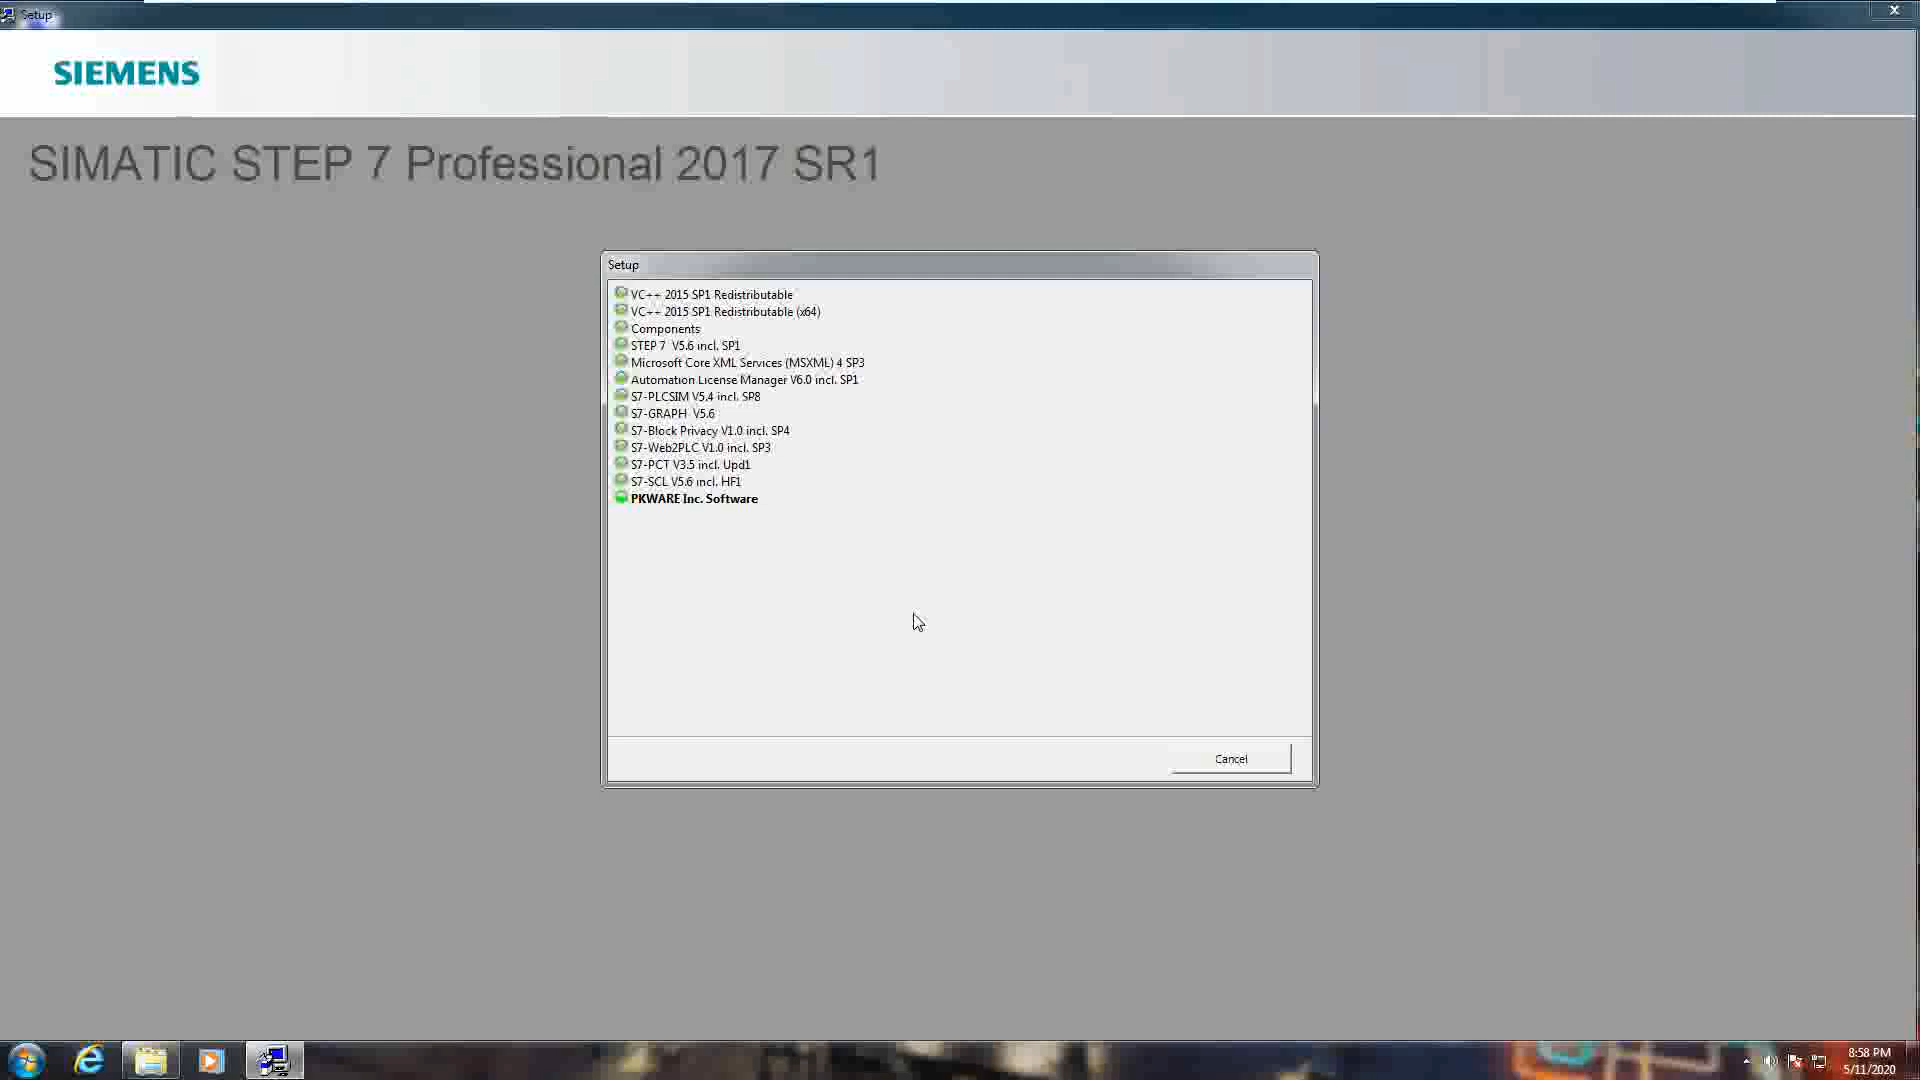 Setup
SIEMENS
SIMATIC STEP 7 Professional 2017 SR1
Setup
VC++ 2015 SP1 Redistributable
VC++ 2015 SP1 Redistributable (x64)
Components
STEP 7 V5.6 incl. SP1
Microsoft Core XML Services (MSXML) 4 SP3
Automation License Manager V6.0 incl. SP1
S7-PLCSIM V5.4 incl. SP8
S7-GRAPH V5.6
S7-Block Privacy V1.0 incl. SP4
S7-Web2PLC V1.0 incl. SP3
S7-PCT V3.5 incl. Upd1
S7-SCL V5.6 incl. HF1
PKWARE Inc. Software
Cancel
8:58 PM
5/11/2020